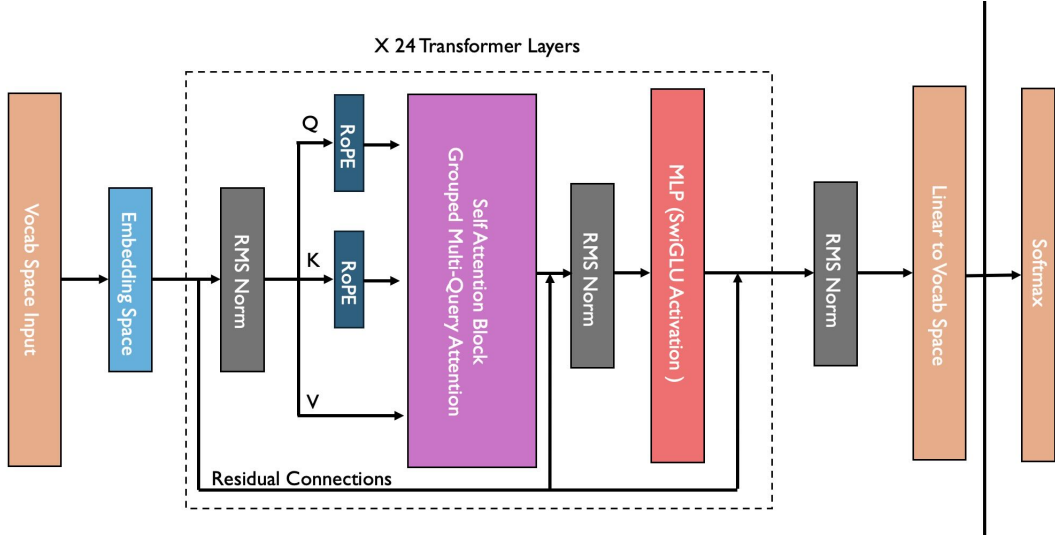 X 24 Transformer Layers
Vocab Space Input
Embedding Space
RMS Norm
Q
RoPE
K
RoPE
V
Self Attention Block
Grouped Multi-Query Attention
RMS Norm
MLP (SwiGLU Activation )
Residual Connections
RMS Norm
Linear to Vocab Space
Softmax